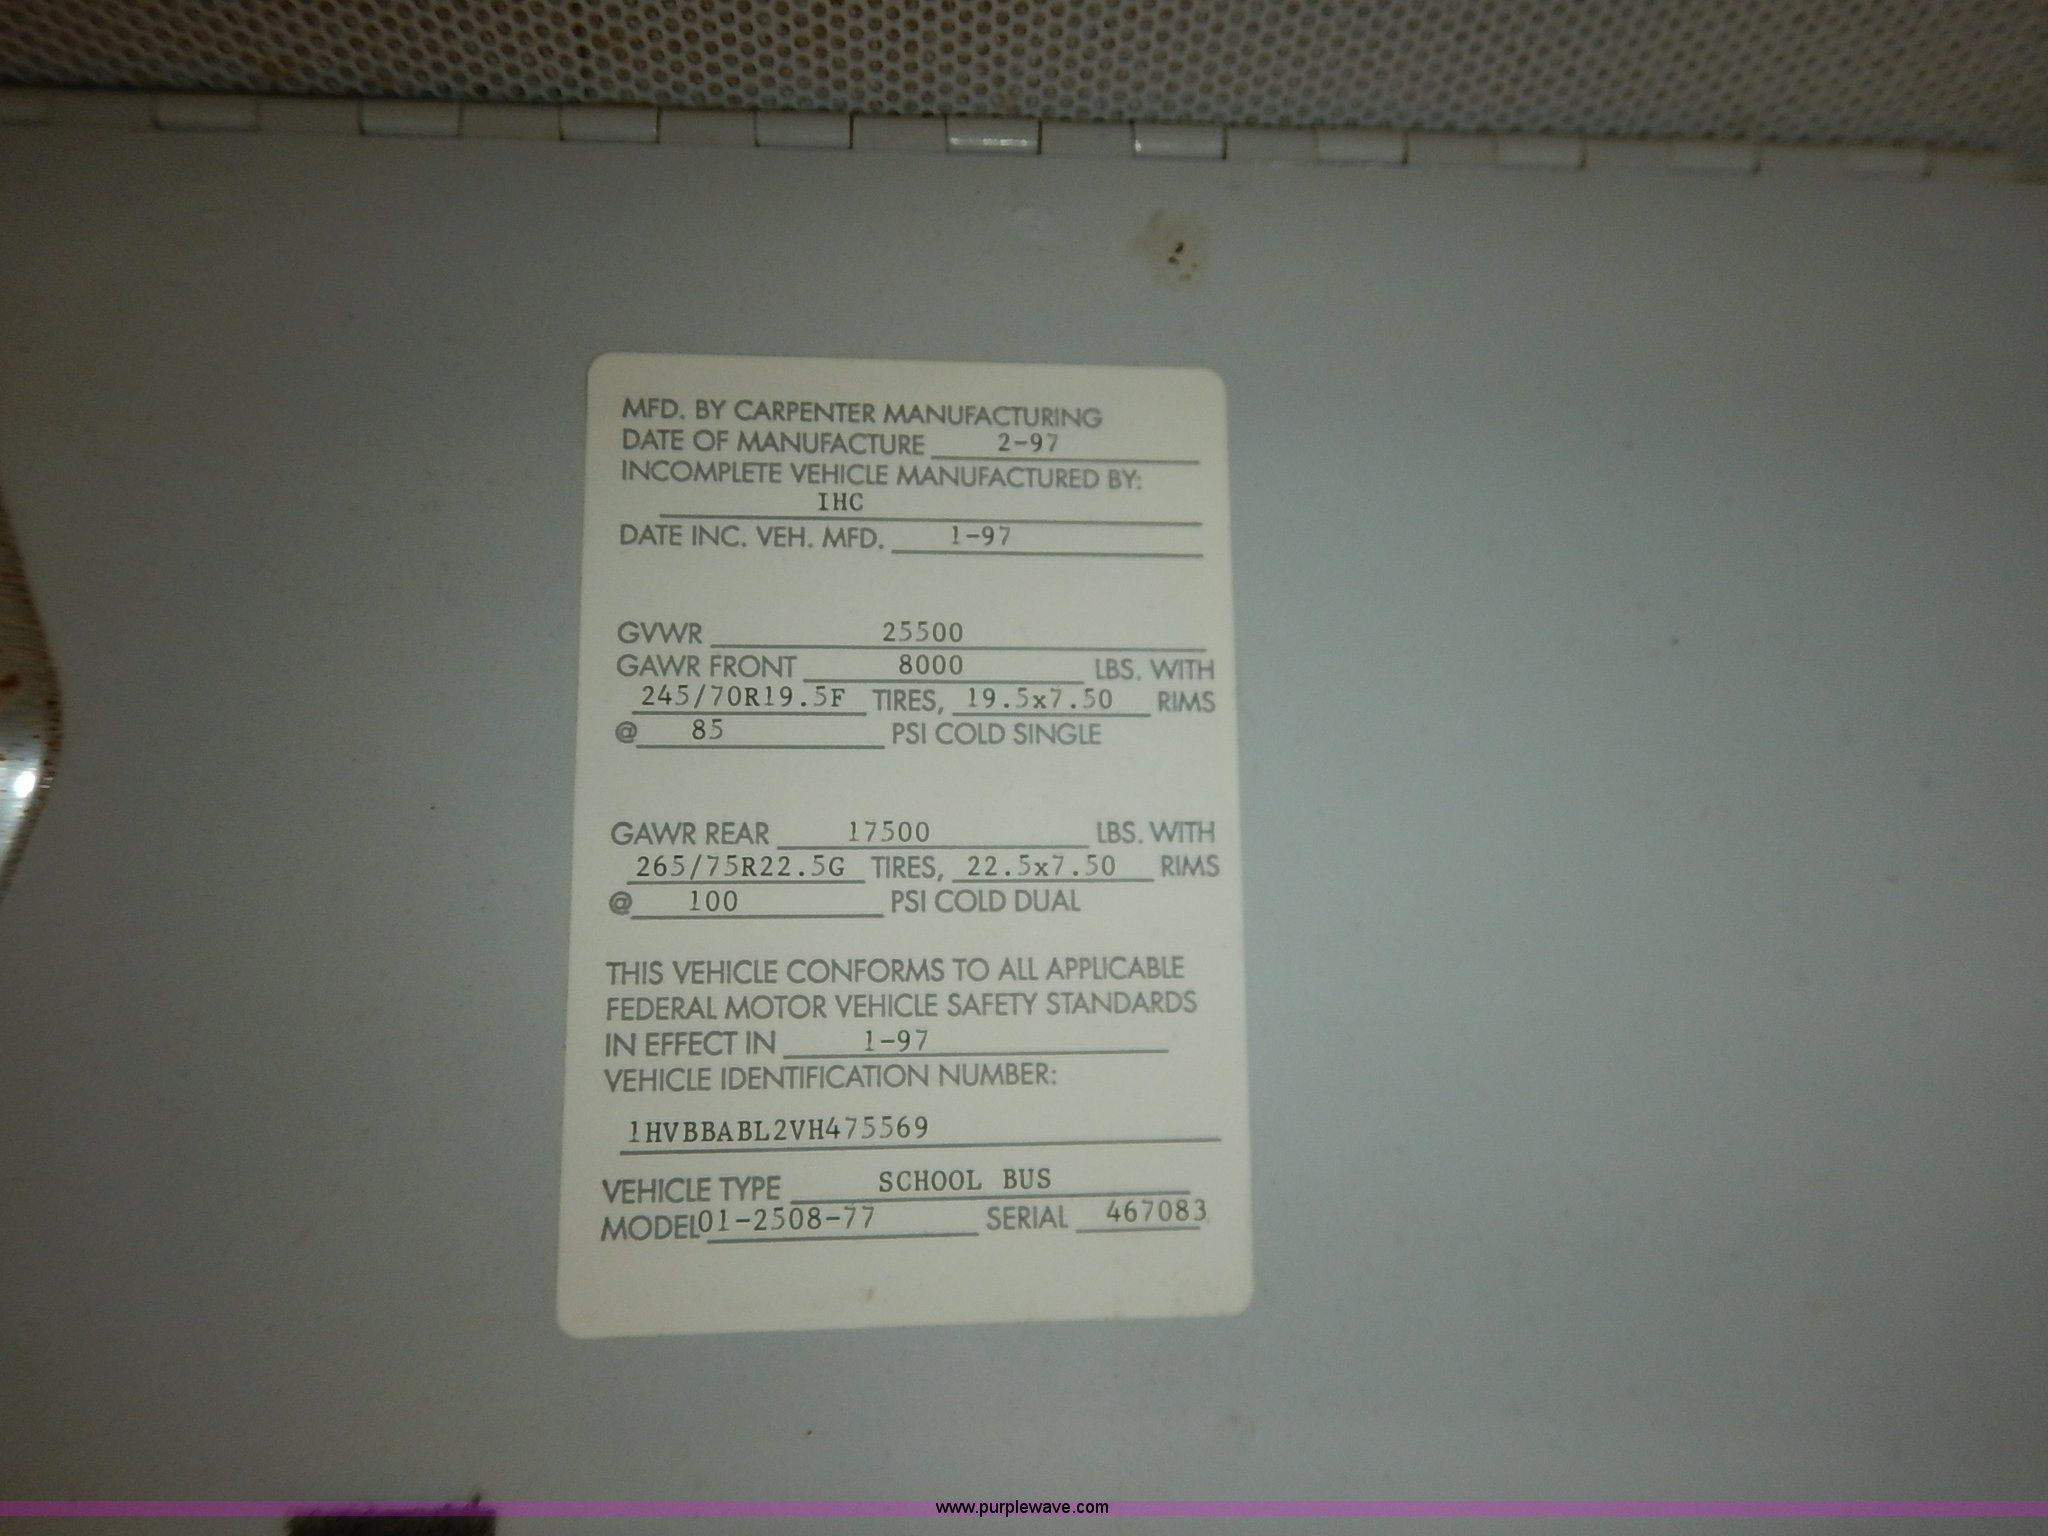 MFD. BY CARPENTER MANUFACTURING
DATE OF MANUFACTURE 2-97
INCOMPLETE VEHICLE MANUFACTURED BY:
IHC
DATE INC. VEH. MFD. 1-97
GVWR 25500
GAWR FRONT 8000 LBS. WITH
245/70R19.5F TIRES, 19.5x7.50 RIMS
@ 85 PSI COLD SINGLE
GAWR REAR 17500 LBS. WITH
265/75R22.5G TIRES, 22.5x7.50 RIMS
@ 100 PSI COLD DUAL
THIS VEHICLE CONFORMS TO ALL APPLICABLE
FEDERAL MOTOR VEHICLE SAFETY STANDARDS
IN EFFECT IN 1-97
VEHICLE IDENTIFICATION NUMBER:
1HVBBABL2VH475569
VEHICLE TYPE SCHOOL BUS
MODEL 01-2508-77 SERIAL 467083
www.purplewave.com